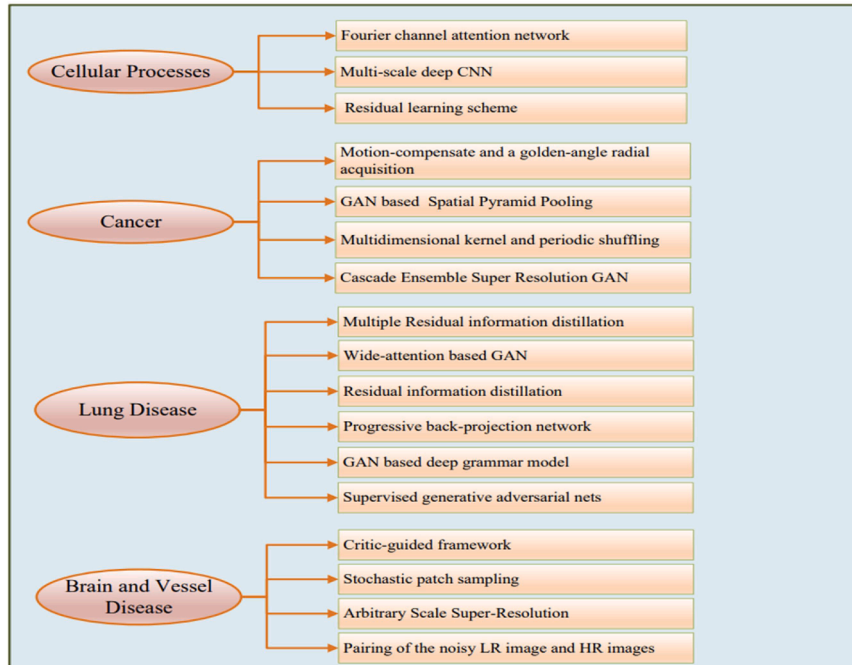 Cellular Processes
Fourier channel attention network
Multi-scale deep CNN
Residual learning scheme
Cancer
Motion-compensate and a golden-angle radial
acquisition
GAN based Spatial Pyramid Pooling
Multidimensional kernel and periodic shuffling
Cascade Ensemble Super Resolution GAN
Lung Disease
Multiple Residual information distillation
Wide-attention based GAN
Residual information distillation
Progressive back-projection network
GAN based deep grammar model
Supervised generative adversarial nets
Brain and Vessel
Disease
Critic-guided framework
Stochastic patch sampling
Arbitrary Scale Super-Resolution
Pairing of the noisy LR image and HR images